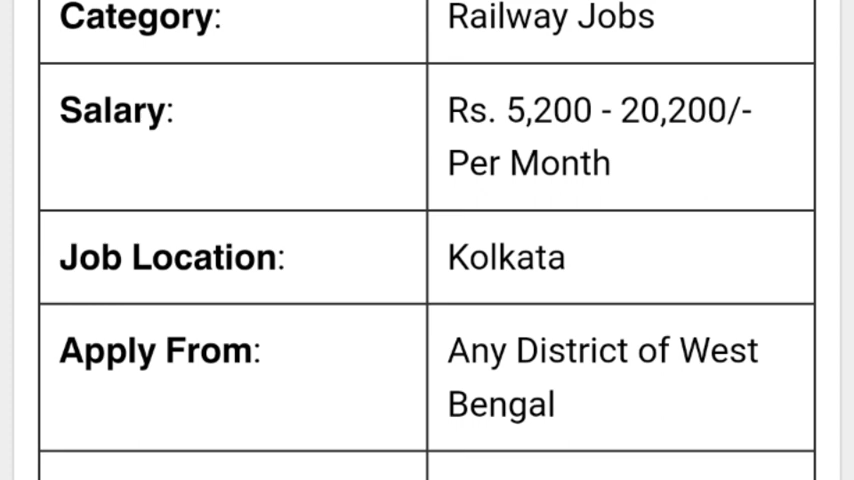 Category: Railway Jobs
Salary: Rs. 5,200 - 20,200/-
Per Month
Job Location: Kolkata
Apply From: Any District of West
Bengal